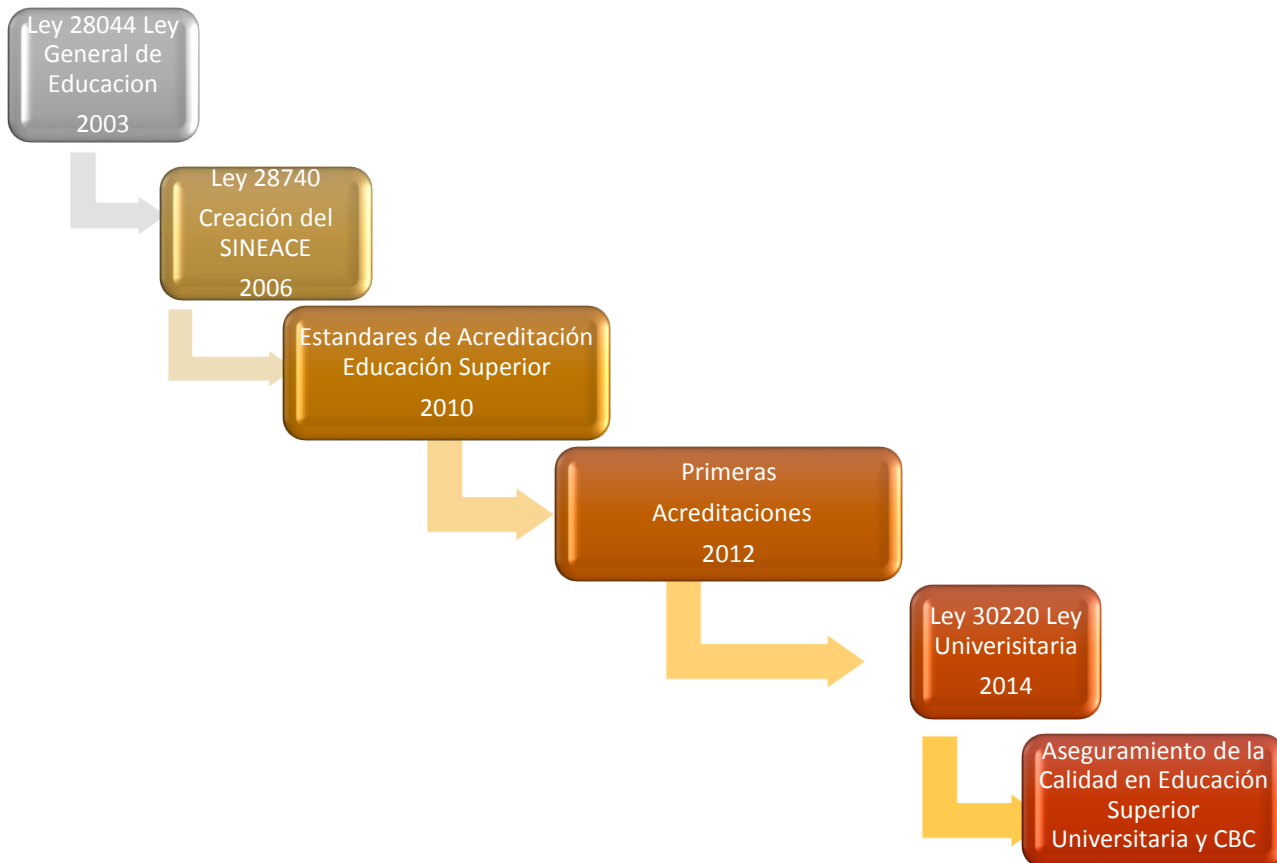 Ley 28044 Ley
General de
Educacion
2003
Ley 28740
Creación del
SINEACE
2006
Estandares de Acreditación
Educación Superior
2010
Primeras
Acreditaciones
2012
Ley 30220 Ley
Univerisitaria
2014
Aseguramiento de la
Calidad en Educación
Superior
Universitaria y CBC